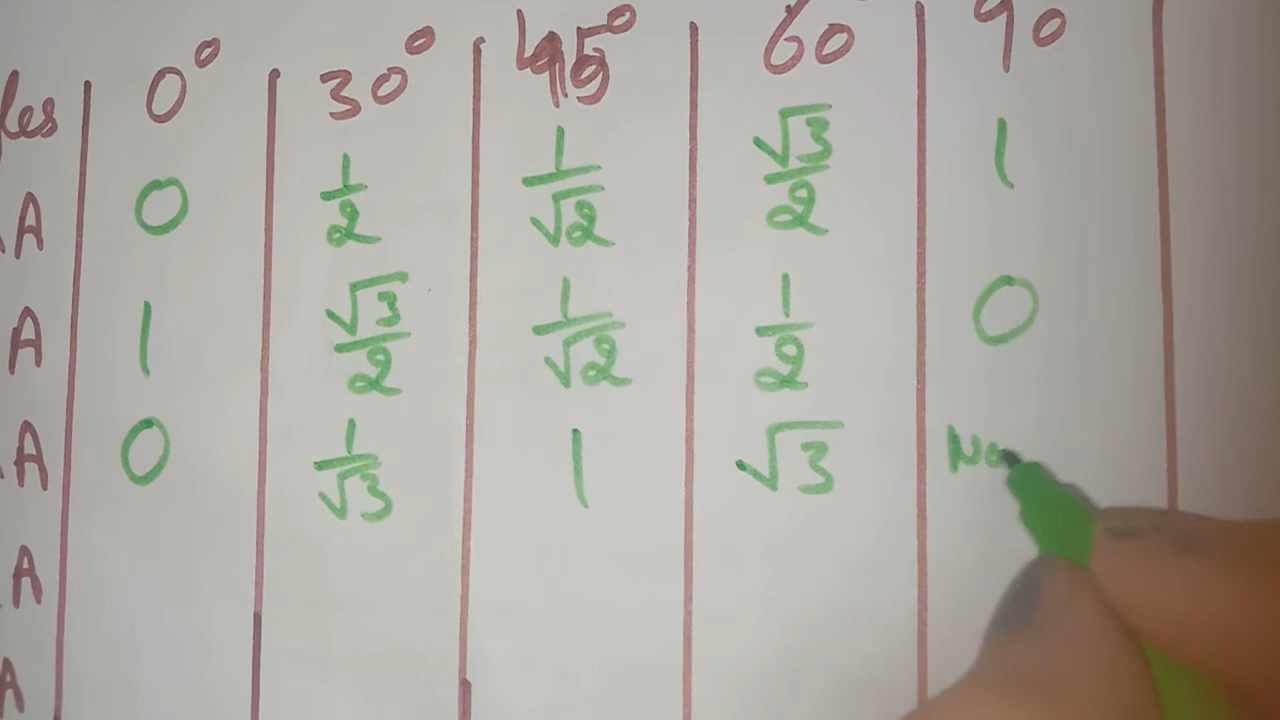 les 0° 30° 45° 60° 90
A 0 1/2 1/√2 √3/2 1
A 1 √3/2 1/√2 1/2 0
A 0 1/√3 1 √3 No
A
A